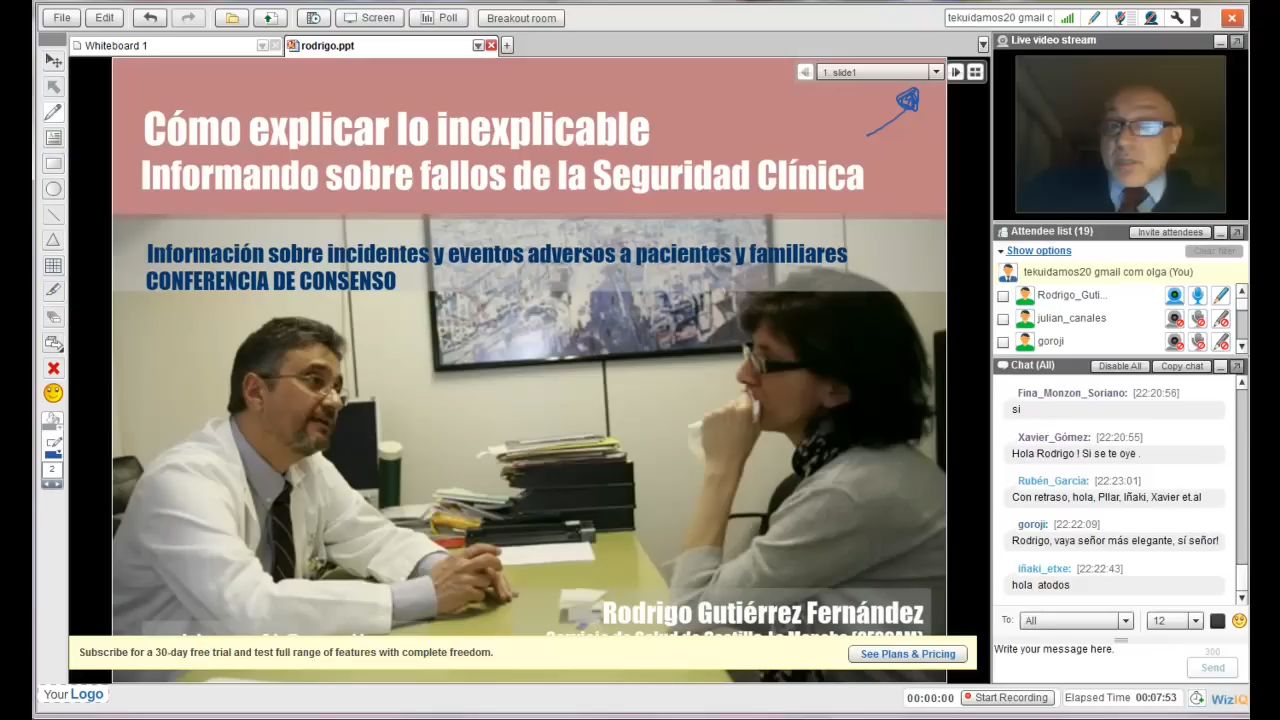 File Edit Screen Poll Breakout room
tekuidamos20 gmail c
Whiteboard 1
rodrigo.ppt
1. slide1
Cómo explicar lo inexplicable
Informando sobre fallos de la Seguridad Clínica
Información sobre incidentes y eventos adversos a pacientes y familiares
CONFERENCIA DE CONSENSO
Rodrigo Gutiérrez Fernández
2
Subscribe for a 30-day free trial and test full range of features with complete freedom.
See Plans & Pricing
Live video stream
Attendee list (19)
Invite attendees
Show options
Clear filter
tekuidamos20 gmail com olga (You)
Rodrigo_Guti...
julian_canales
goroji
Chat (All)
Disable All
Copy chat
Fina_Monzon_Soriano: [22:20:56]
si
Xavier_Gómez: [22:20:55]
Hola Rodrigo ! Si se te oye .
Rubén_García: [22:23:01]
Con retraso, hola, PIlar, Iñaki, Xavier et.al
goroji: [22:22:09]
Rodrigo, vaya señor más elegante, sí señor!
iñaki_etxe: [22:22:43]
hola atodos
To: All 12
Write your message here.
300
Send
Your Logo
00:00:00 Start Recording Elapsed Time 00:07:53 WizIQ